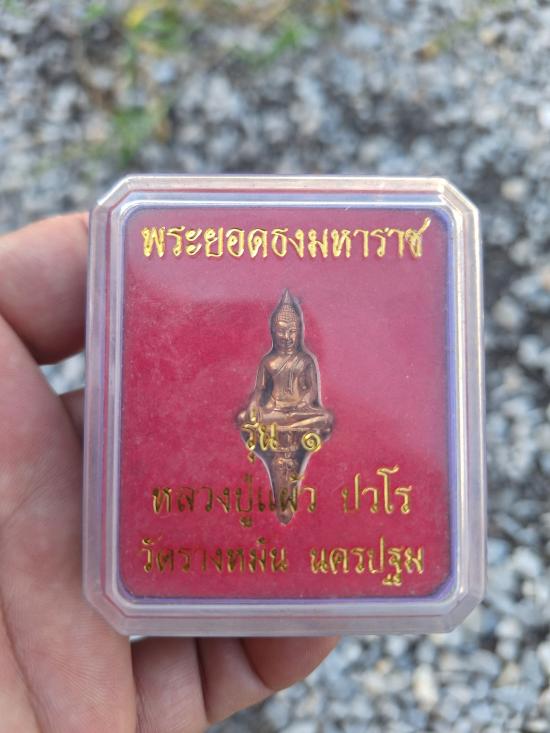 พระยอดธงมหาราช
รุ่น ๑
หลวงปู่แผ้ว ปวโร
วัดรางหมัน นครปฐม